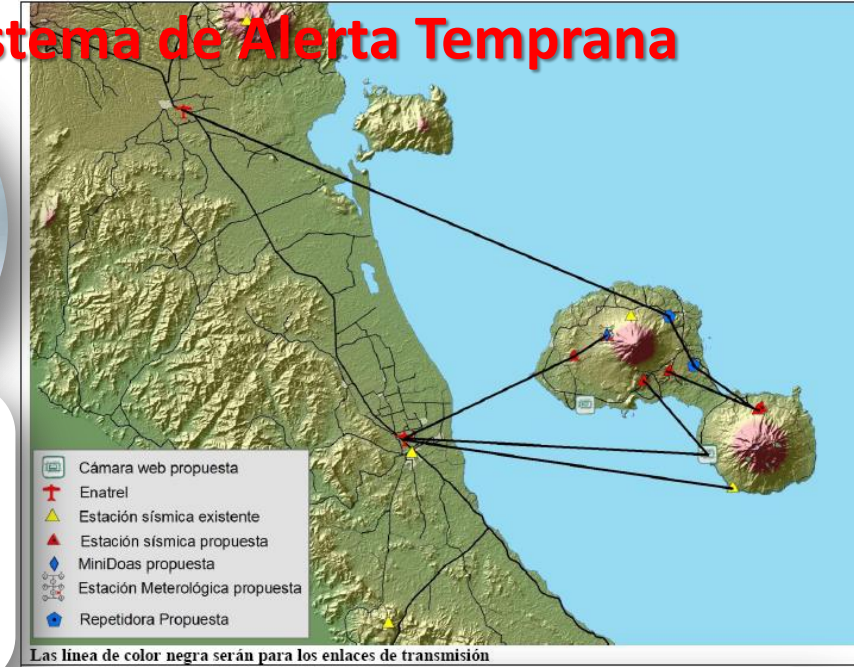 stema de Alerta Temprana
Cámara web propuesta
Enatrel
Estación sísmica existente
Estación sísmica propuesta
MiniDoas propuesta
Estación Meterológica propuesta
Repetidora Propuesta
Las línea de color negra serán para los enlaces de transmisión